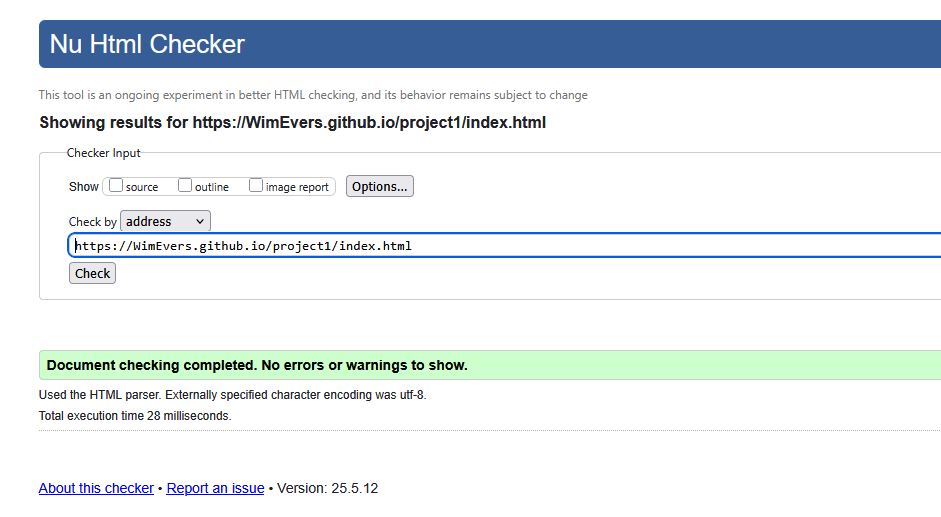 Nu Html Checker
This tool is an ongoing experiment in better HTML checking, and its behavior remains subject to change
Showing results for https://WimEvers.github.io/project1/index.html
Checker Input
Show source outline image report Options...
Check by address
https://WimEvers.github.io/project1/index.html
Check
Document checking completed. No errors or warnings to show.
Used the HTML parser. Externally specified character encoding was utf-8.
Total execution time 28 milliseconds.
About this checker • Report an issue • Version: 25.5.12